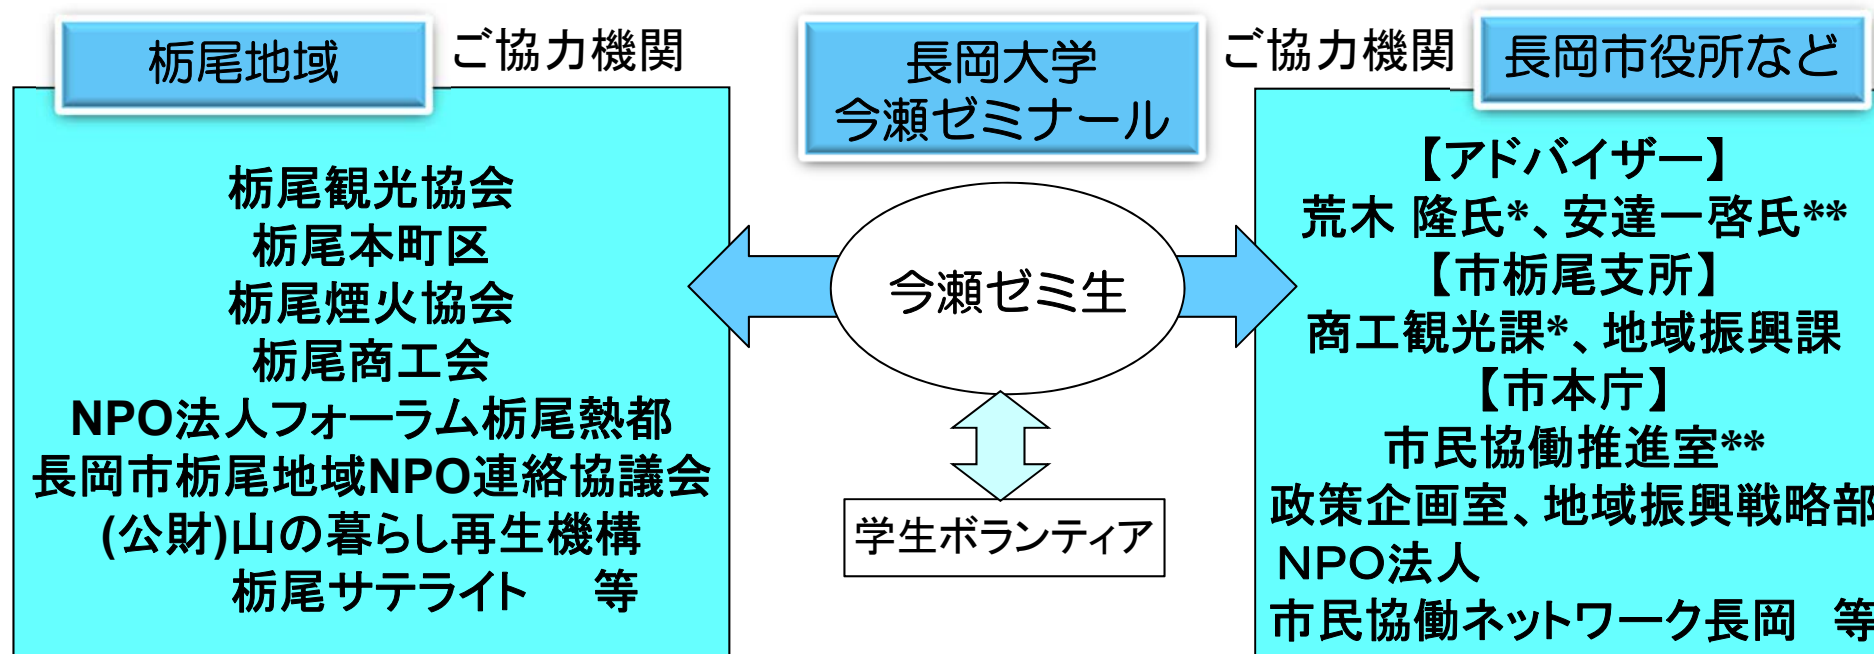 栃尾地域
ご協力機関
栃尾観光協会
栃尾本町区
栃尾煙火協会
栃尾商工会
NPO法人フォーラム栃尾熱都
長岡市栃尾地域NPO連絡協議会
(公財)山の暮らし再生機構
栃尾サテライト 等
長岡大学
今瀬ゼミナール
今瀬ゼミ生
学生ボランティア
ご協力機関
長岡市役所など
【アドバイザー】
荒木 隆氏*、安達一啓氏**
【市栃尾支所】
商工観光課*、地域振興課
【市本庁】
市民協働推進室**
政策企画室、地域振興戦略部
NPO法人
市民協働ネットワーク長岡 等